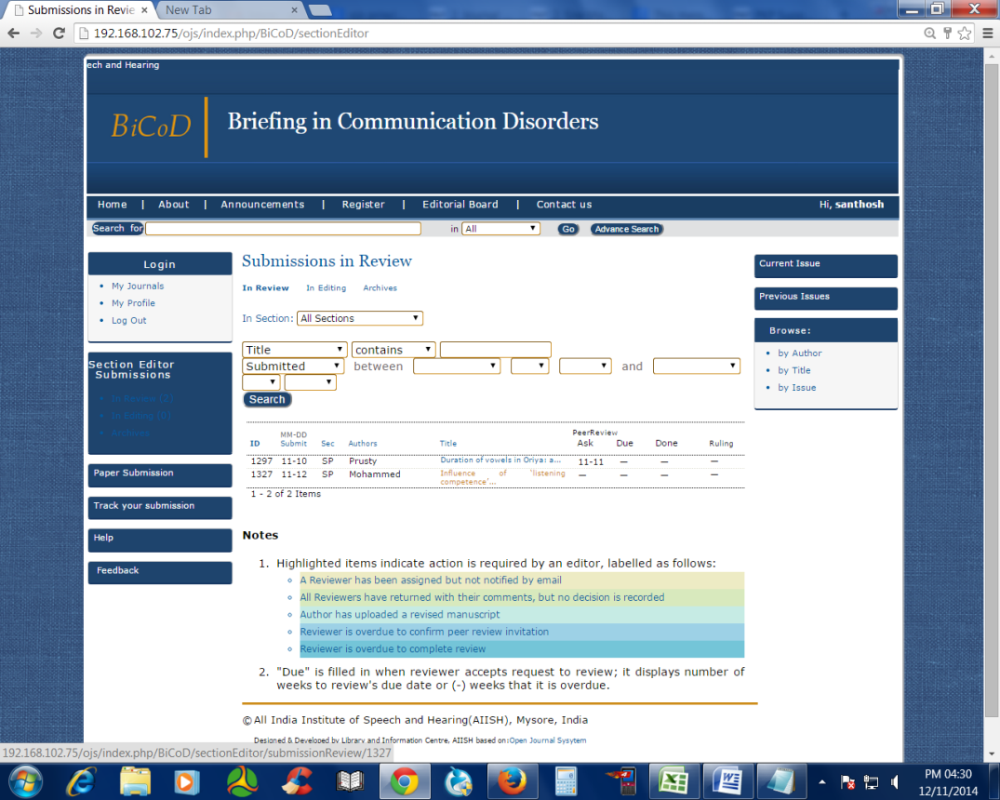 Submissions in Revie ×
New Tab ×
192.168.102.75/ojs/index.php/BiCoD/sectionEditor
ech and Hearing
BiCoD
Briefing in Communication Disorders
Home | About | Announcements | Register | Editorial Board | Contact us
Hi, santhosh
Search for
in All
Go
Advance Search
Login
My Journals
My Profile
Log Out
Section Editor
Submissions
In Review (2)
In Editing (0)
Archives
Paper Submission
Track your submission
Help
Feedback
Submissions in Review
In Review In Editing Archives
In Section: All Sections
Title contains
Submitted between and
Search
MM-DD PeerReview
ID Submit Sec Authors Title Ask Due Done Ruling
1297 11-10 SP Prusty Duration of vowels in Oriya: a... 11-11 — — —
1327 11-12 SP Mohammed Influence of 'listening — — — —
competence'...
1 - 2 of 2 Items
Notes
1. Highlighted items indicate action is required by an editor, labelled as follows:
A Reviewer has been assigned but not notified by email
All Reviewers have returned with their comments, but no decision is recorded
Author has uploaded a revised manuscript
Reviewer is overdue to confirm peer review invitation
Reviewer is overdue to complete review
2. "Due" is filled in when reviewer accepts request to review; it displays number of
weeks to review's due date or (-) weeks that it is overdue.
© All India Institute of Speech and Hearing(AIISH), Mysore, India
Designed & Developed by Library and Information Centre, AIISH based on:Open Journal Sysytem
Current Issue
Previous Issues
Browse:
by Author
by Title
by Issue
192.168.102.75/ojs/index.php/BiCoD/sectionEditor/submissionReview/1327
PM 04:30
12/11/2014